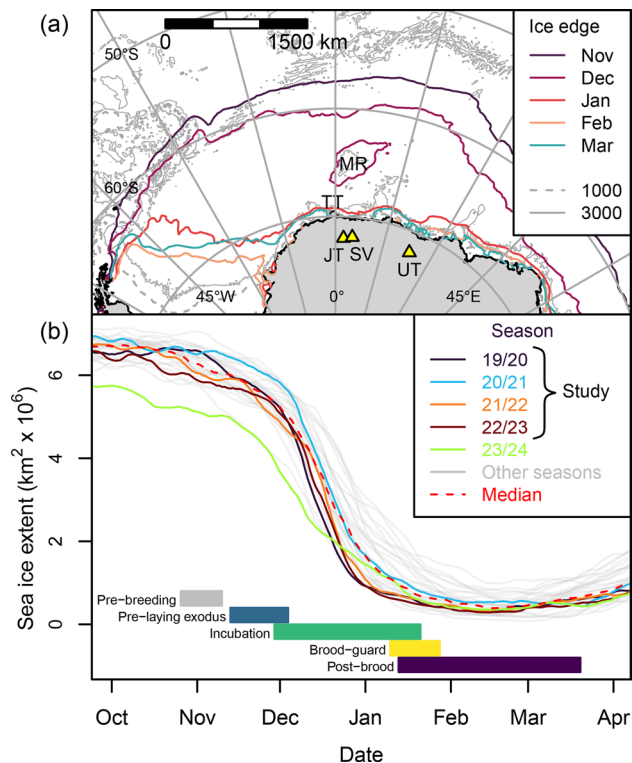 (a)
0 1500 km
50°S
60°S
MR
TT
JT SV
UT
45°W 0° 45°E
Ice edge
Nov
Dec
Jan
Feb
Mar
1000
3000
(b)
Season
19/20
20/21
21/22
22/23
23/24
Other seasons
Median
Study
Sea ice extent (km² x 10⁶)
6
4
2
0
Pre−breeding
Pre−laying exodus
Incubation
Brood−guard
Post−brood
Oct Nov Dec Jan Feb Mar Apr
Date